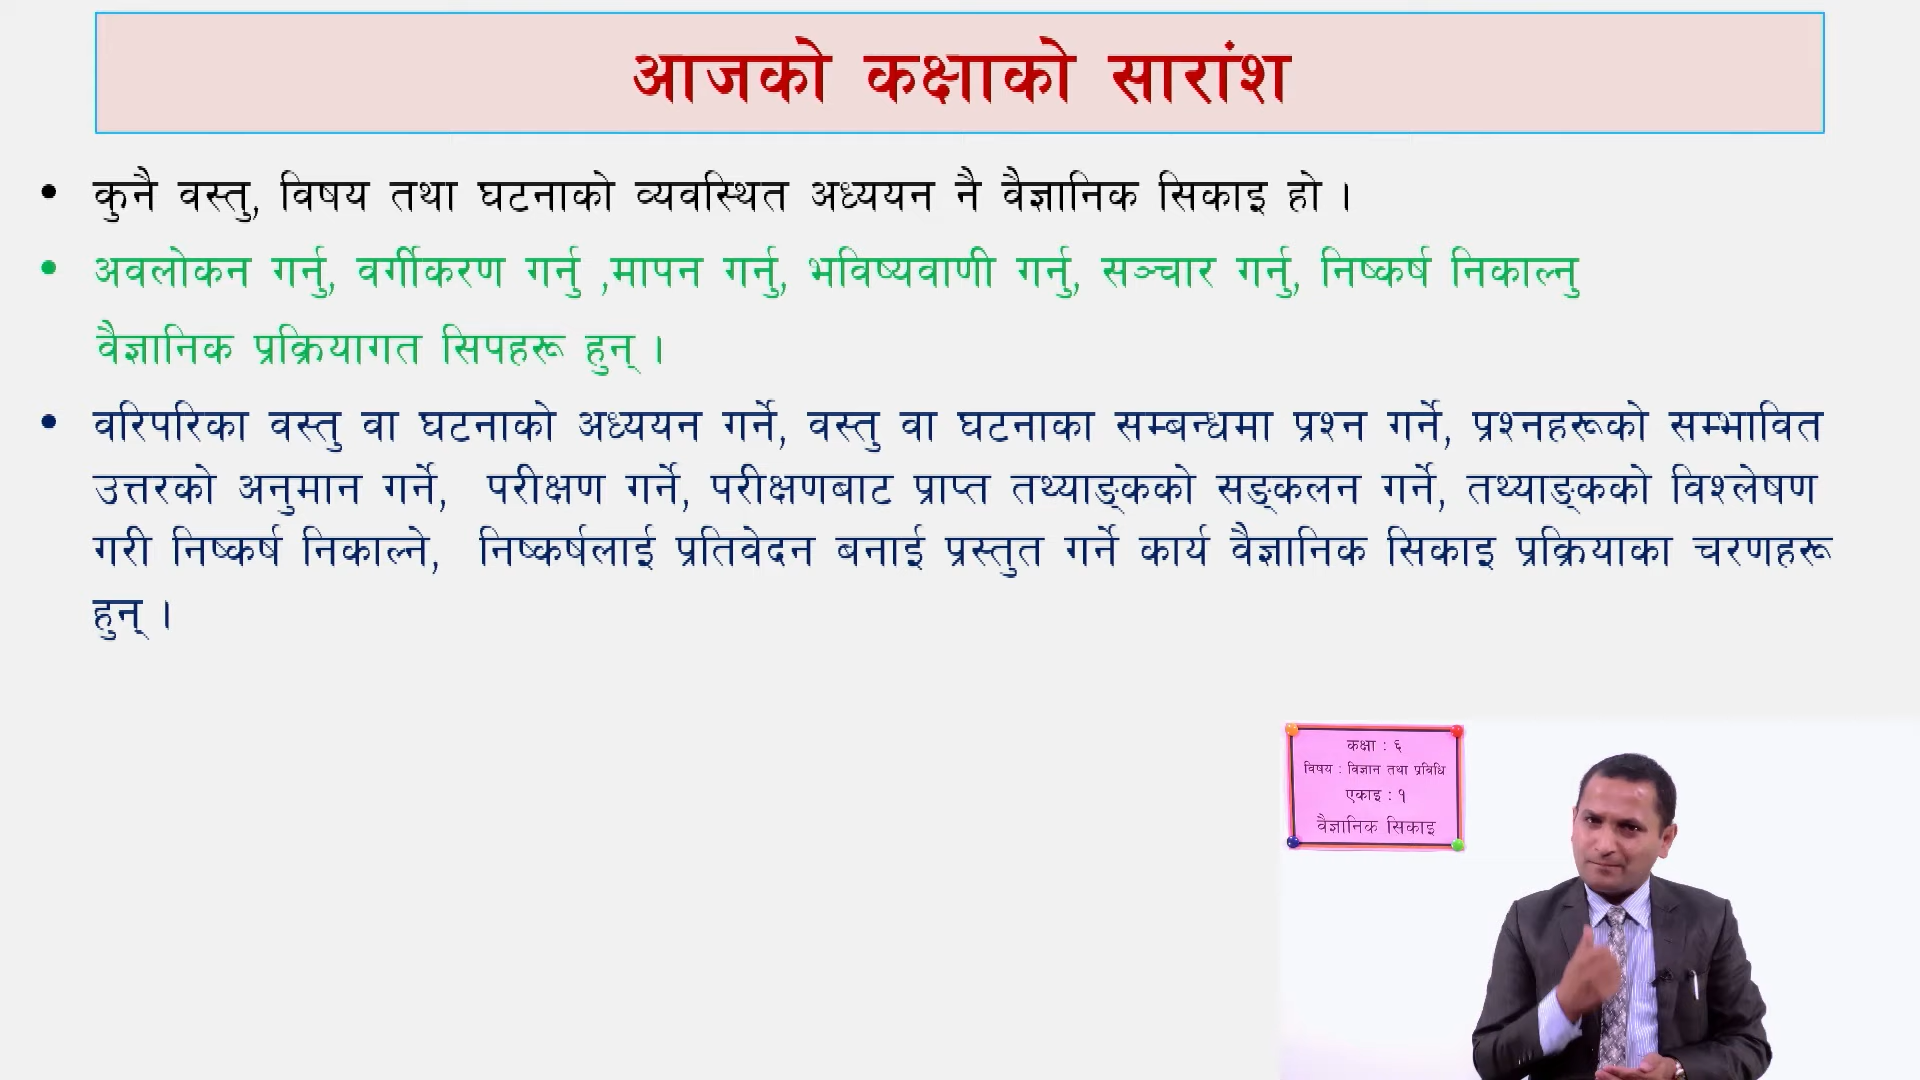 आजको कक्षाको सारांश
• कुनै वस्तु, विषय तथा घटनाको व्यवस्थित अध्ययन नै वैज्ञानिक सिकाइ हो ।
• अवलोकन गर्नु, वर्गीकरण गर्नु ,मापन गर्नु, भविष्यवाणी गर्नु, सञ्चार गर्नु, निष्कर्ष निकाल्नु
वैज्ञानिक प्रक्रियागत सिपहरू हुन् ।
• वरिपरिका वस्तु वा घटनाको अध्ययन गर्ने, वस्तु वा घटनाका सम्बन्धमा प्रश्न गर्ने, प्रश्नहरूको सम्भावित
उत्तरको अनुमान गर्ने, परीक्षण गर्ने, परीक्षणबाट प्राप्त तथ्याङ्कको सङ्कलन गर्ने, तथ्याङ्कको विश्लेषण
गरी निष्कर्ष निकाल्ने, निष्कर्षलाई प्रतिवेदन बनाई प्रस्तुत गर्ने कार्य वैज्ञानिक सिकाइ प्रक्रियाका चरणहरू
हुन् ।
कक्षा : ६
विषय : विज्ञान तथा प्रबिधि
एकाइ : १
वैज्ञानिक सिकाइ